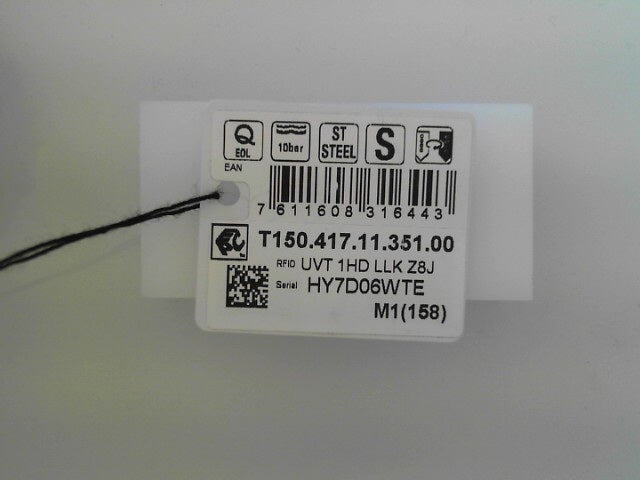 Q
EOL
10bar
ST
STEEL
S
EAN
7 611608 316443
T150.417.11.351.00
RFID UVT 1HD LLK Z8J
Serial HY7D06WTE
M1(158)